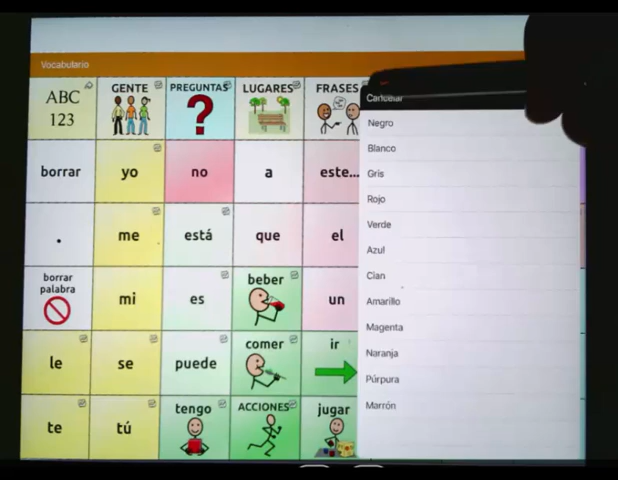 Vocabulario
ABC
123
GENTE
PREGUNTAS
?
LUGARES
FRASES
borrar
yo
no
a
este...
.
me
está
que
el
borrar
palabra
mi
es
beber
un
le
se
puede
comer
ir
te
tú
tengo
ACCIONES
jugar
Cancelar
Negro
Blanco
Gris
Rojo
Verde
Azul
Cian
Amarillo
Magenta
Naranja
Púrpura
Marrón